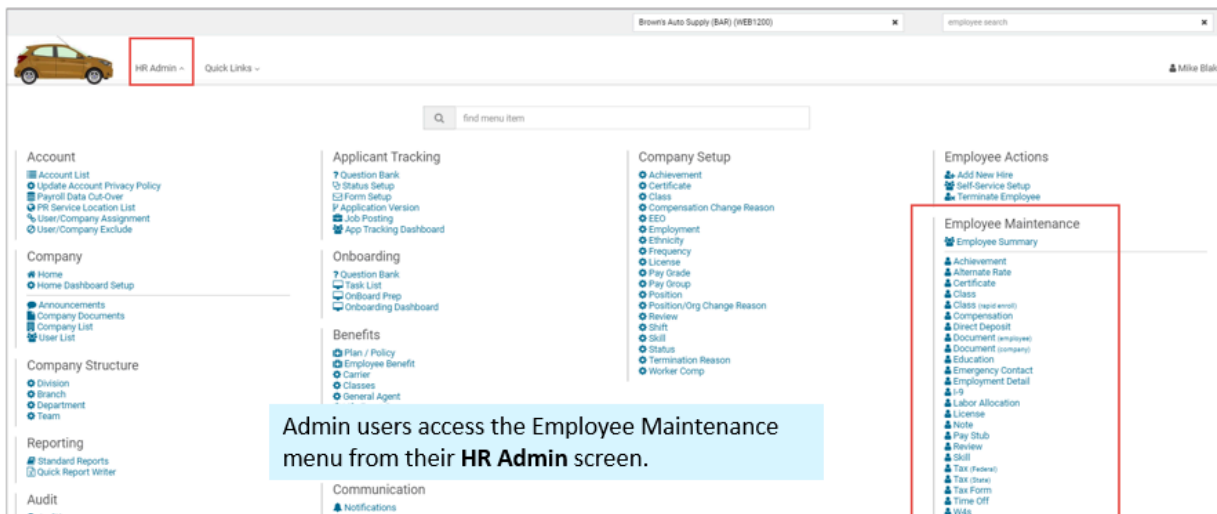 Brown's Auto Supply (BAR) (WEB1200)
employee search
HR Admin
Quick Links
Mike Blak
find menu item
Account
Account List
Update Account Privacy Policy
Payroll Data Cut-Over
PR Service Location List
User/Company Assignment
User/Company Exclude
Company
Home
Home Dashboard Setup
Announcements
Company Documents
Company List
User List
Company Structure
Division
Branch
Department
Team
Reporting
Standard Reports
Quick Report Writer
Audit
Applicant Tracking
Question Bank
Status Setup
Form Setup
Application Version
Job Posting
App Tracking Dashboard
Onboarding
Question Bank
Task List
OnBoard Prep
Onboarding Dashboard
Benefits
Plan / Policy
Employee Benefit
Carrier
Classes
General Agent
Admin users access the Employee Maintenance
menu from their HR Admin screen.
Communication
Notifications
Company Setup
Achievement
Certificate
Class
Compensation Change Reason
EEO
Employment
Ethnicity
Frequency
License
Pay Grade
Pay Group
Position
Position/Org Change Reason
Review
Shift
Skill
Status
Termination Reason
Worker Comp
Employee Actions
Add New Hire
Self-Service Setup
Terminate Employee
Employee Maintenance
Employee Summary
Achievement
Alternate Rate
Certificate
Class
Class (rapid enroll)
Compensation
Direct Deposit
Document (employee)
Document (company)
Education
Emergency Contact
Employment Detail
I-9
Labor Allocation
License
Note
Pay Stub
Review
Skill
Tax (Federal)
Tax (State)
Tax Form
Time Off
W4s